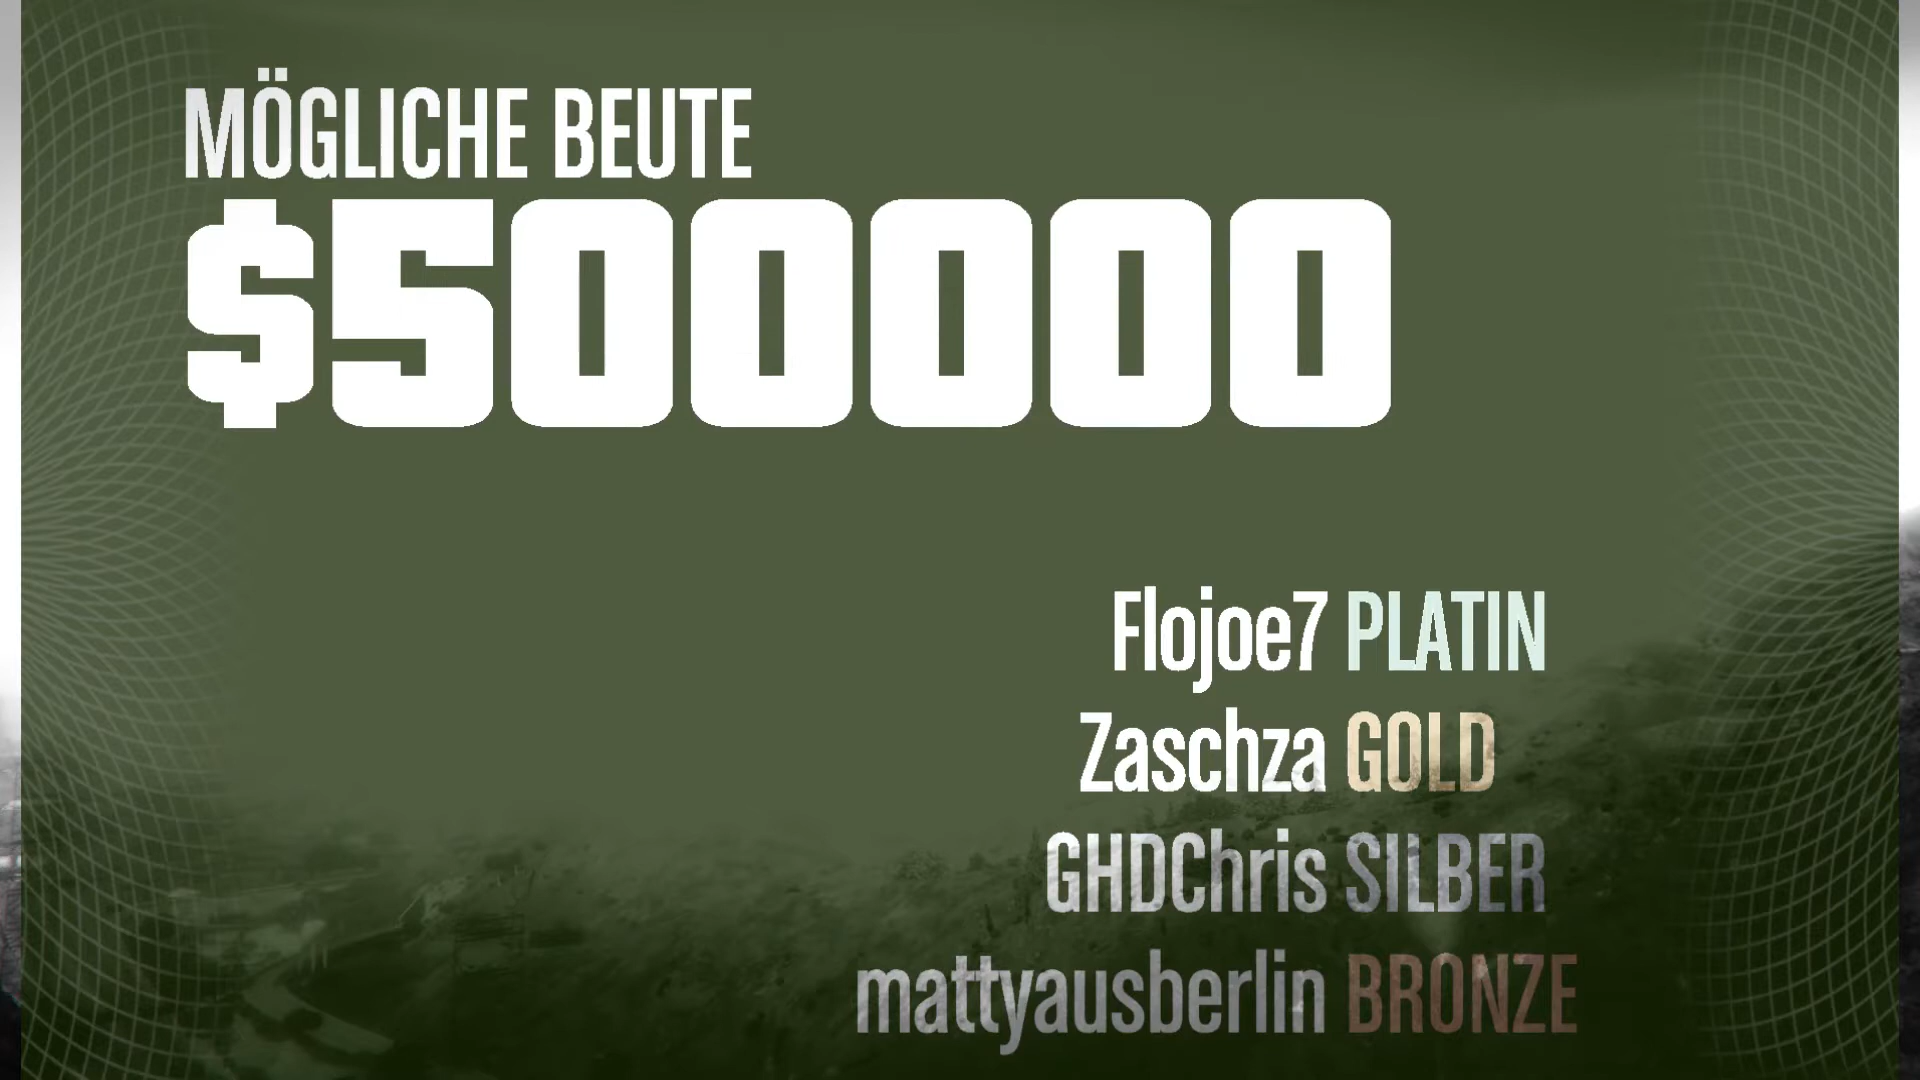 MÖGLICHE BEUTE
$500000
Flojoe7 PLATIN
Zaschza GOLD
GHDChris SILBER
mattyausberlin BRONZE